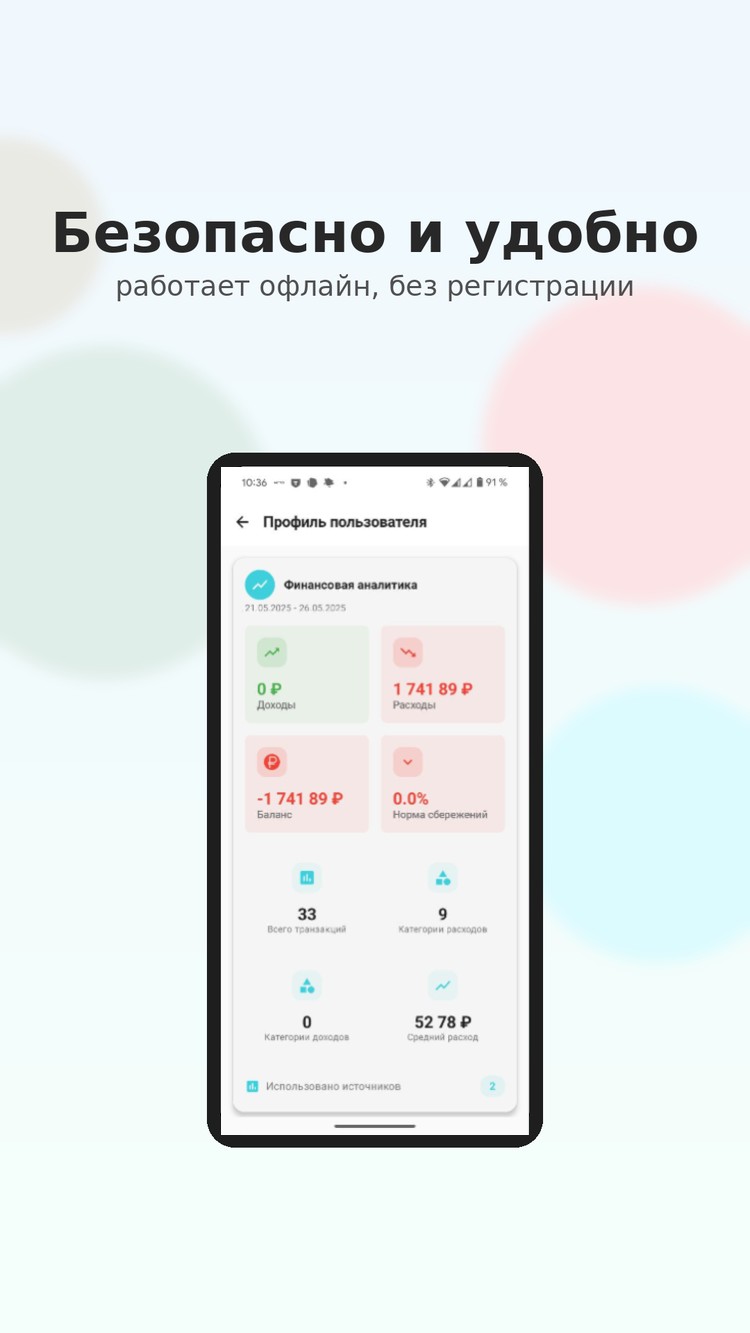 Безопасно и удобно
работает офлайн, без регистрации
10:36
91 %
Профиль пользователя
Финансовая аналитика
21.05.2025 - 26.05.2025
0 ₽
Доходы
1 741 89 ₽
Расходы
-1 741 89 ₽
Баланс
0.0%
Норма сбережений
33
Всего транзакций
9
Категории расходов
0
Категории доходов
52 78 ₽
Средний расход
Использовано источников
2